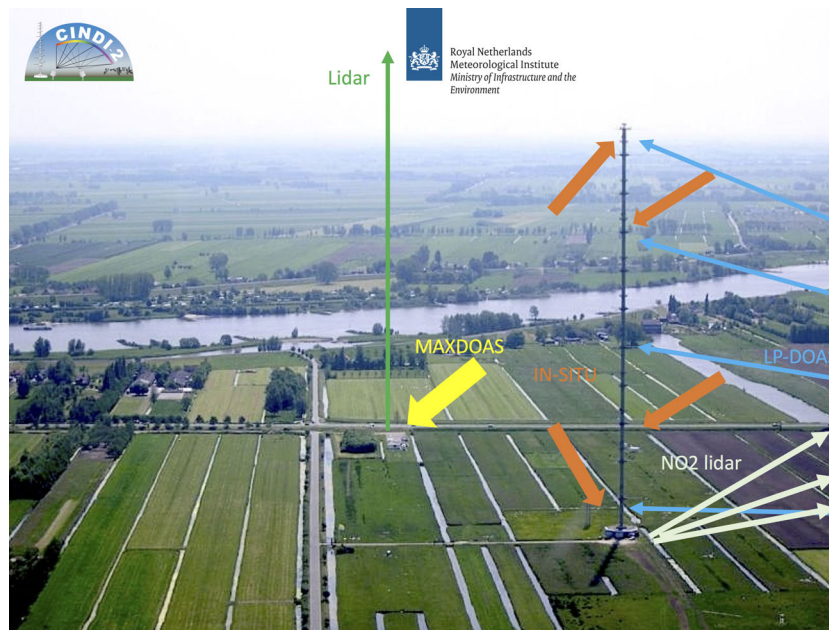 CINDI-2
Royal Netherlands
Meteorological Institute
Ministry of Infrastructure and the
Environment
Lidar
MAXDOAS
IN-SITU
LP-DOA
NO2 lidar